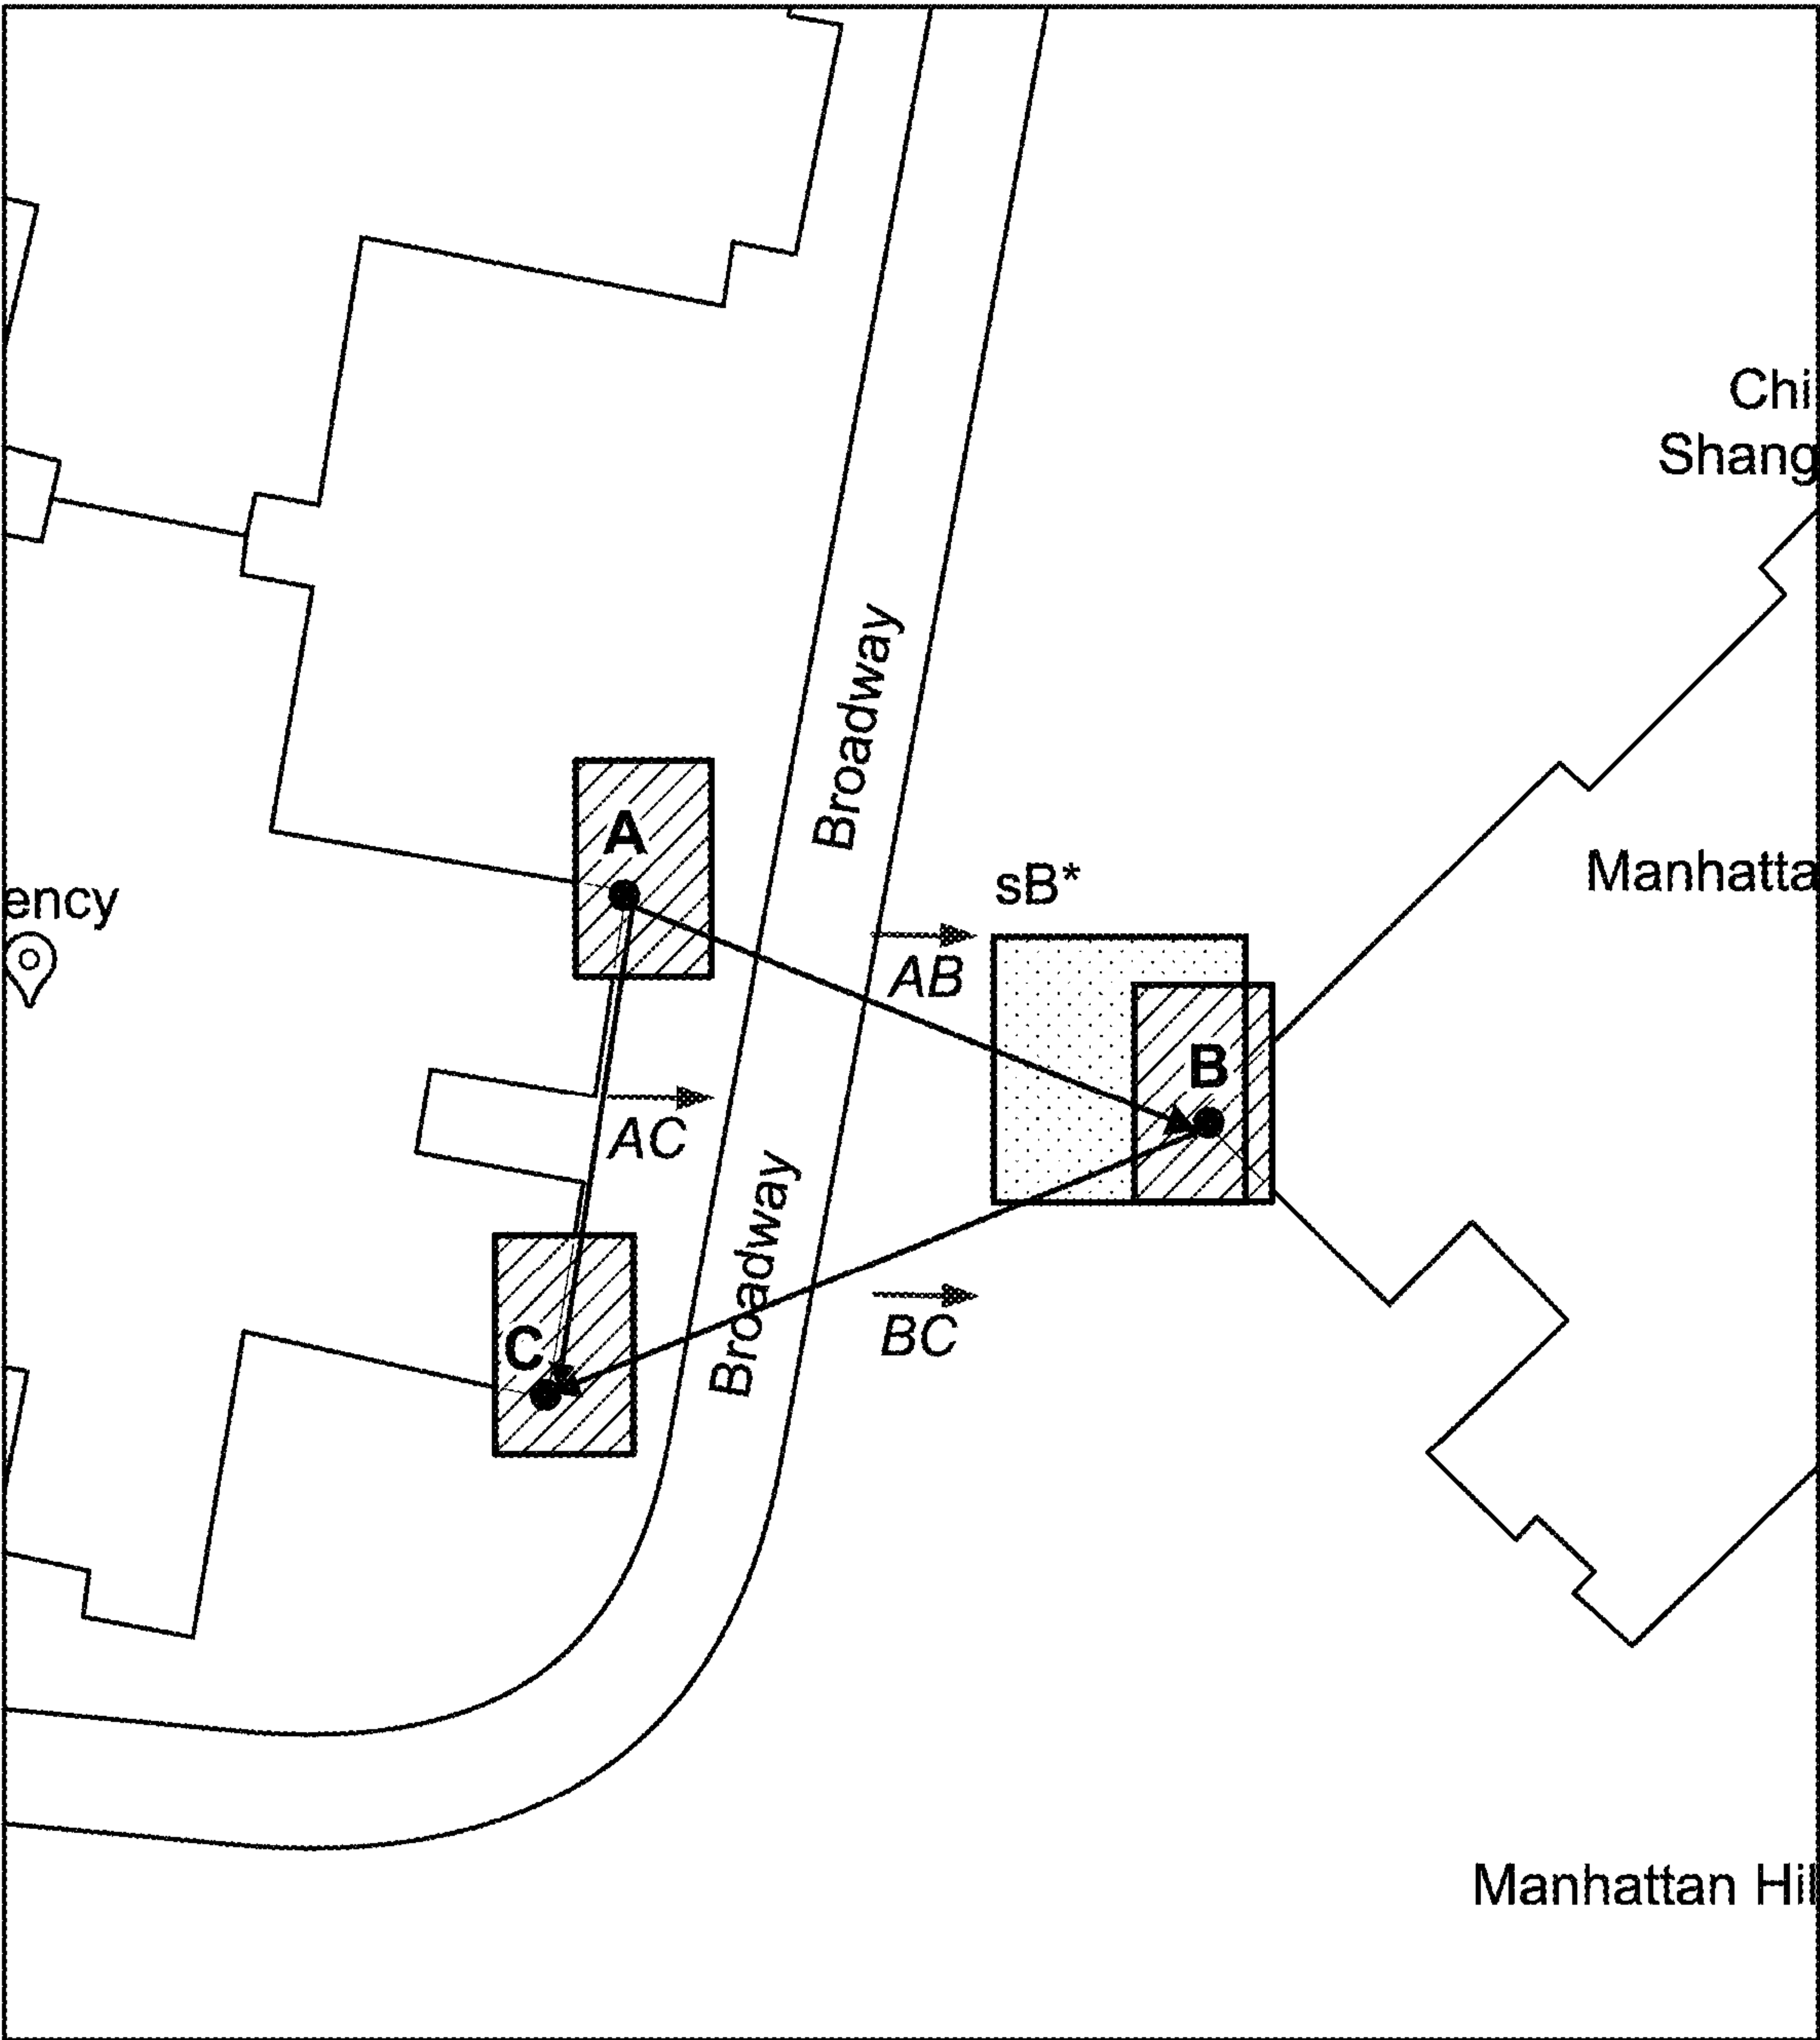 Chi
Shang
Broadway
A
Manhatta
sB*
ency
AB
B
AC
Broadway
BC
C
Manhattan Hil